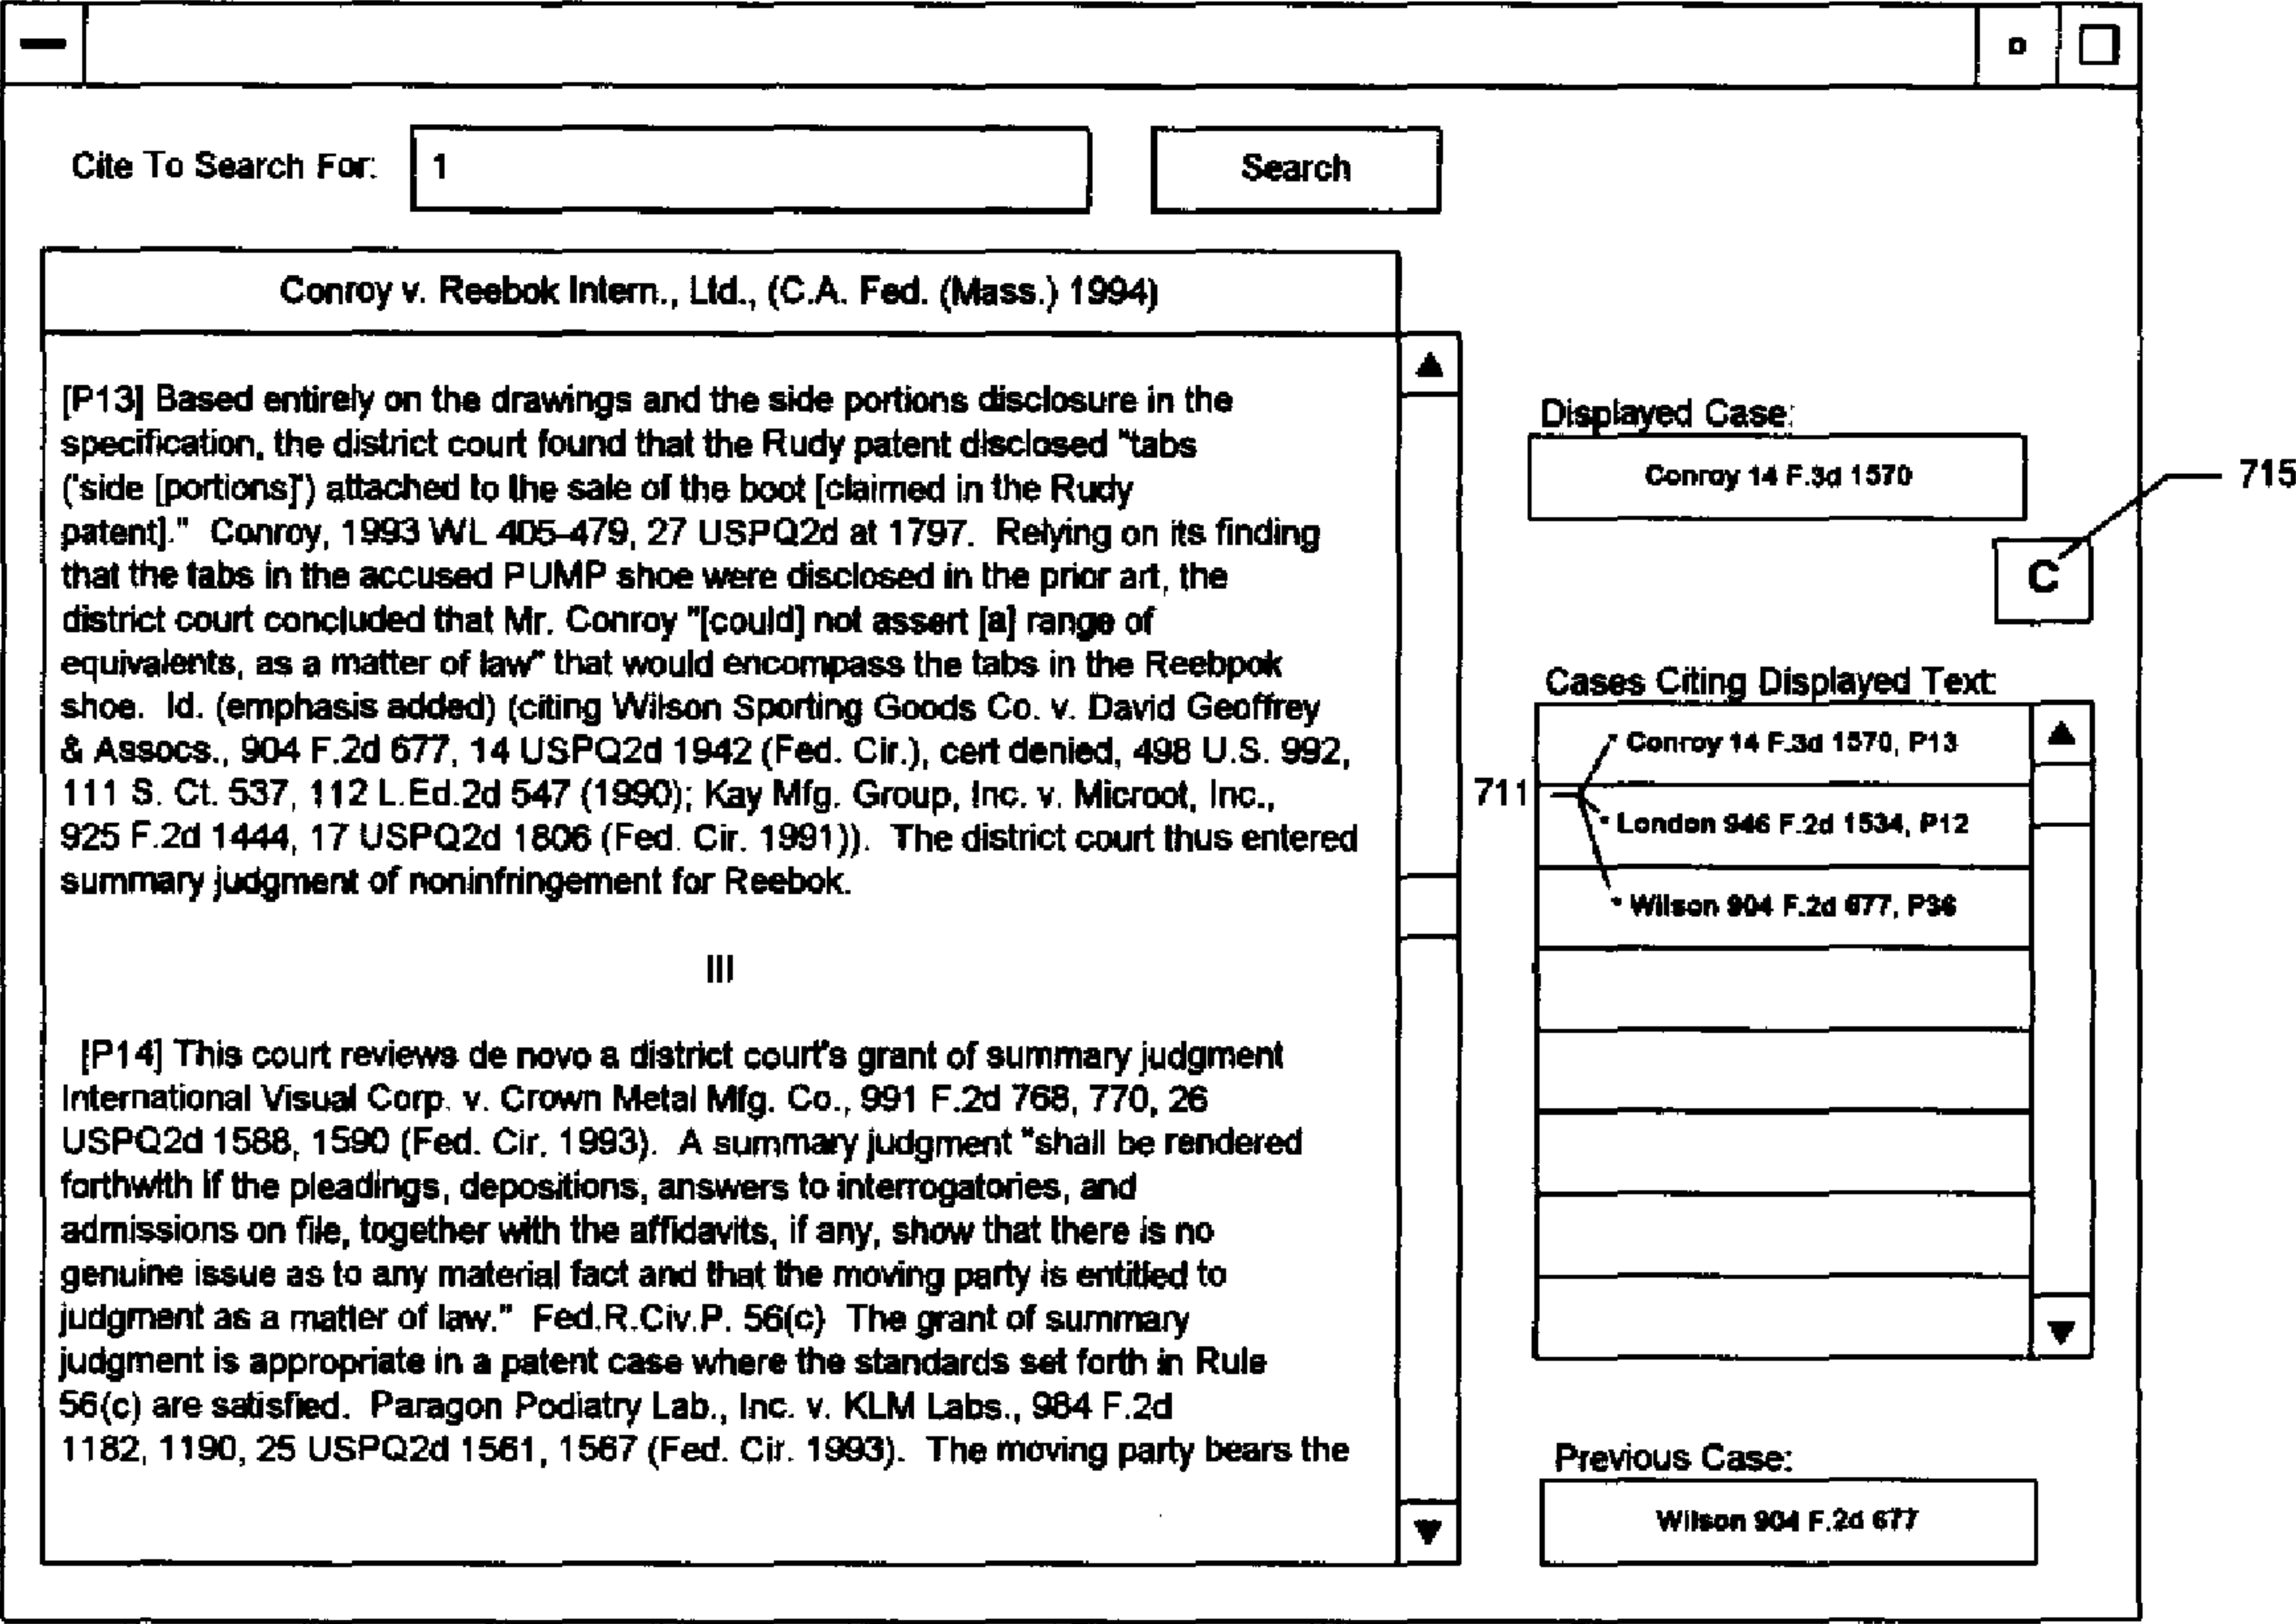 Cite To Search For:
1
Search
Conroy v. Reebok Intern., Ltd., (C.A. Fed. (Mass.) 1994)
[P13] Based entirely on the drawings and the side portions disclosure in the
specification, the district court found that the Rudy patent disclosed "tabs
('side [portions]') attached to the sale of the boot [claimed in the Rudy
patent]." Conroy, 1993 WL 405-479, 27 USPQ2d at 1797. Relying on its finding
that the tabs in the accused PUMP shoe were disclosed in the prior art, the
district court concluded that Mr. Conroy "[could] not assert [a] range of
equivalents, as a matter of law" that would encompass the tabs in the Reebpok
shoe. Id. (emphasis added) (citing Wilson Sporting Goods Co. v. David Geoffrey
& Assocs., 904 F.2d 677, 14 USPQ2d 1942 (Fed. Cir.), cert denied, 498 U.S. 992,
111 S. Ct. 537, 112 L.Ed.2d 547 (1990); Kay Mfg. Group, Inc. v. Microot, Inc.,
925 F.2d 1444, 17 USPQ2d 1806 (Fed. Cir. 1991)). The district court thus entered
summary judgment of noninfringement for Reebok.
III
[P14] This court reviews de novo a district court's grant of summary judgment
International Visual Corp. v. Crown Metal Mfg. Co., 991 F.2d 768, 770, 26
USPQ2d 1588, 1590 (Fed. Cir. 1993). A summary judgment "shall be rendered
forthwith if the pleadings, depositions, answers to interrogatories, and
admissions on file, together with the affidavits, if any, show that there is no
genuine issue as to any material fact and that the moving party is entitled to
judgment as a matter of law." Fed.R.Civ.P. 56(c) The grant of summary
judgment is appropriate in a patent case where the standards set forth in Rule
56(c) are satisfied. Paragon Podiatry Lab., Inc. v. KLM Labs., 984 F.2d
1182, 1190, 25 USPQ2d 1561, 1567 (Fed. Cir. 1993). The moving party bears the
Displayed Case:
Conroy 14 F.3d 1570
715
C
Cases Citing Displayed Text:
* Conroy 14 F.3d 1570, P13
711
* London 946 F.2d 1534, P12
* Wilson 904 F.2d 677, P36
Previous Case:
Wilson 904 F.2d 677